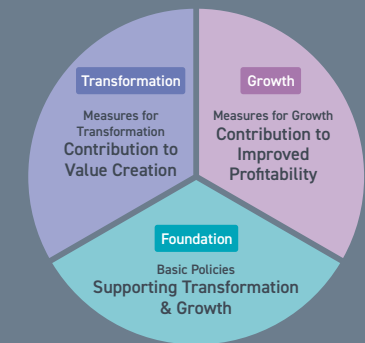 Transformation
Measures for
Transformation
Contribution to
Value Creation
Growth
Measures for Growth
Contribution to
Improved
Profitability
Foundation
Basic Policies
Supporting Transformation
& Growth